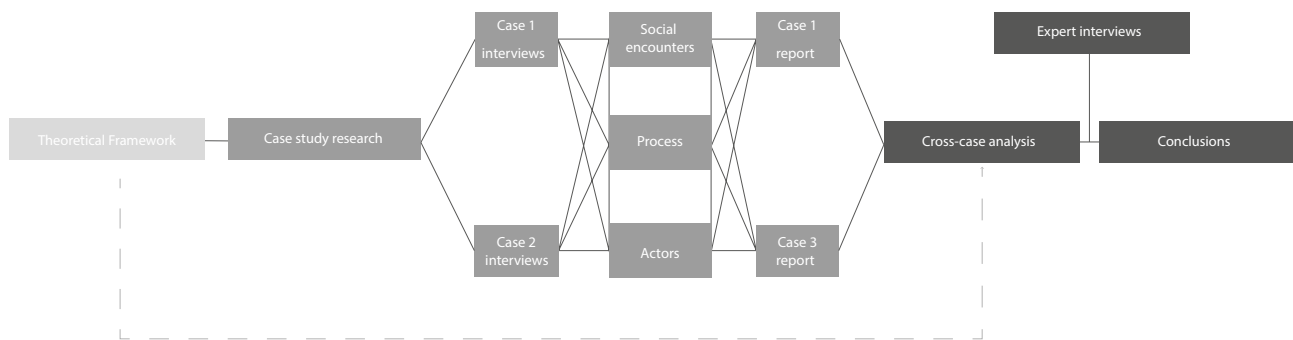 Theoretical Framework
Case study research
Case 1
interviews
Case 2
interviews
Social
encounters
Process
Actors
Case 1
report
Case 3
report
Cross-case analysis
Expert interviews
Conclusions